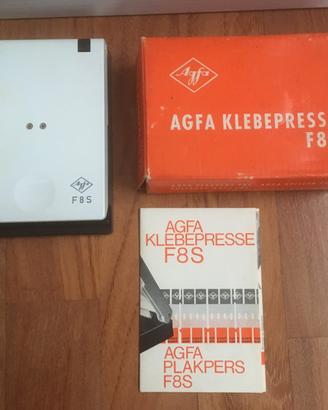 Agfa
F8S
Agfa
AGFA KLEBEPRESS
F8
AGFA
KLEBEPRESSE
F8S
AGFA
PLAKPERS
F8S